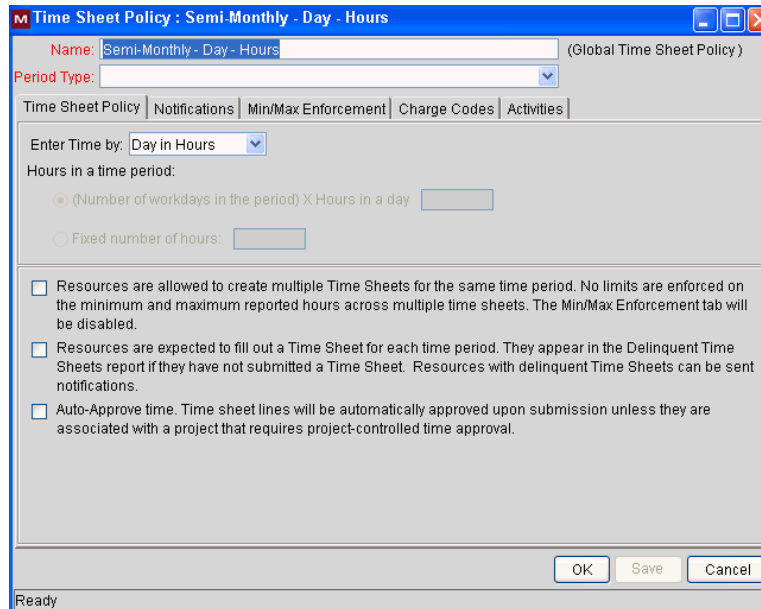 M Time Sheet Policy : Semi-Monthly - Day - Hours
Name: Semi-Monthly - Day - Hours (Global Time Sheet Policy)
Period Type:
Time Sheet Policy Notifications Min/Max Enforcement Charge Codes Activities
Enter Time by: Day in Hours
Hours in a time period:
(Number of workdays in the period) X Hours in a day
Fixed number of hours:
Resources are allowed to create multiple Time Sheets for the same time period. No limits are enforced on
the minimum and maximum reported hours across multiple time sheets. The Min/Max Enforcement tab will
be disabled.
Resources are expected to fill out a Time Sheet for each time period. They appear in the Delinquent Time
Sheets report if they have not submitted a Time Sheet. Resources with delinquent Time Sheets can be sent
notifications.
Auto-Approve time. Time sheet lines will be automatically approved upon submission unless they are
associated with a project that requires project-controlled time approval.
OK Save Cancel
Ready